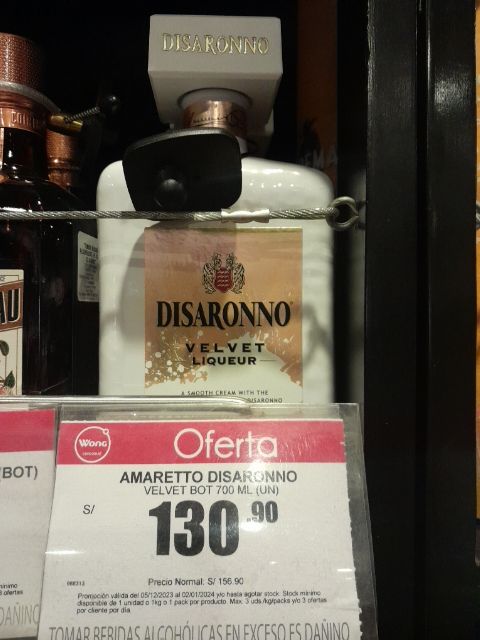 DISARONNO
DISARONNO
VELVET
LIQUEUR
A SMOOTH CREAM WITH THE
DISARONNO
AU
Wong
Oferta
AMARETTO DISARONNO
VELVET BOT 700 ML (UN)
S/ 130.90
Precio Normal: S/ 156.90
Promoción válida del 05/12/2023 al 02/01/2024 y/o hasta agotar stock. Stock mínimo
disponible de 1 unidad o 1kg o 1 pack por producto. Max. 3 uds./kg/packs y/o 3 ofertas
por cliente por día.
TOMAR BEBIDAS ALCOHÓLICAS EN EXCESO ES DAÑINO
(BOT)
DAÑINO